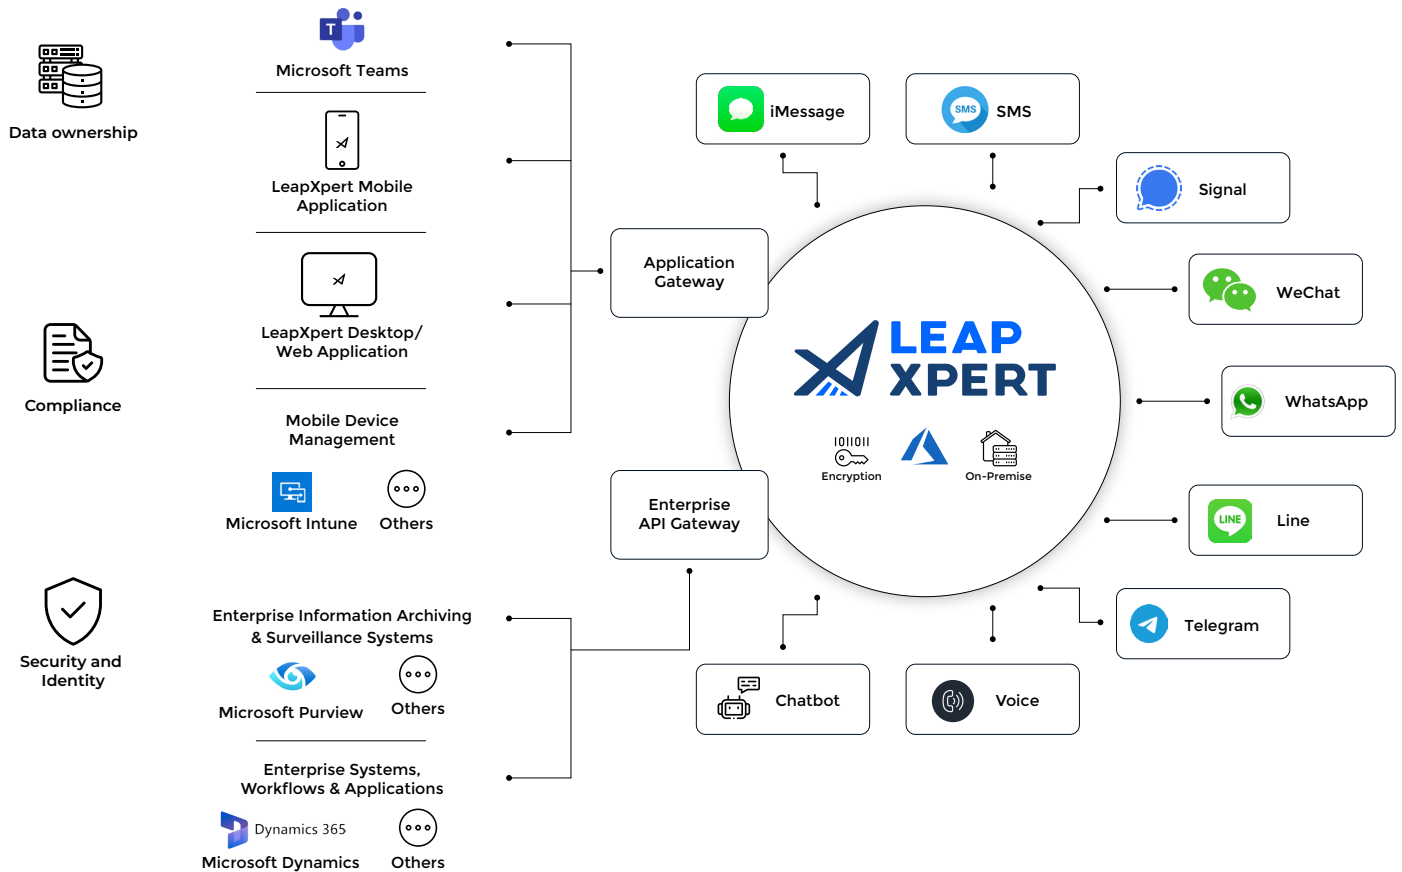 Data ownership
Compliance
Security and
Identity
Microsoft Teams
LeapXpert Mobile
Application
LeapXpert Desktop/
Web Application
Mobile Device
Management
Microsoft Intune
Others
Enterprise Information Archiving
& Surveillance Systems
Microsoft Purview
Others
Enterprise Systems,
Workflows & Applications
Dynamics 365
Microsoft Dynamics
Others
Application
Gateway
Enterprise
API Gateway
LEAP
XPERT
1011011
Encryption
On-Premise
iMessage
SMS
SMS
Signal
WeChat
WhatsApp
LINE
Line
Telegram
Voice
Chatbot
T